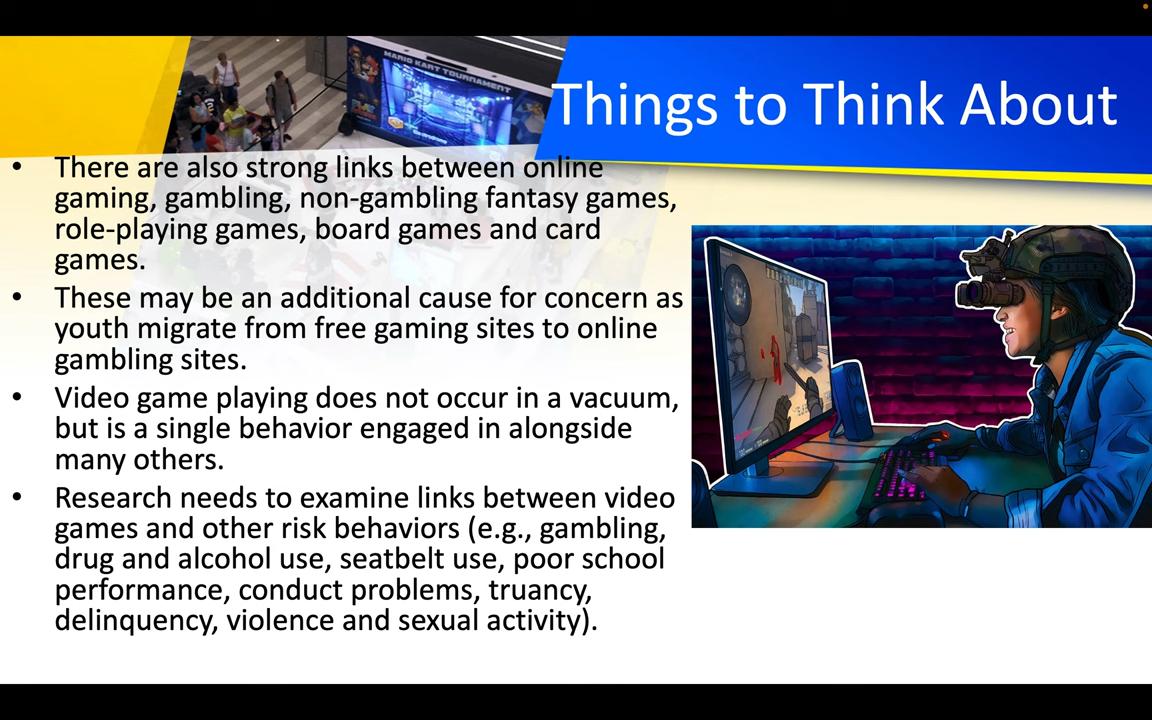 MARIO KART TOURNAMENT
Things to Think About
• There are also strong links between online
gaming, gambling, non-gambling fantasy games,
role-playing games, board games and card
games.
• These may be an additional cause for concern as
youth migrate from free gaming sites to online
gambling sites.
• Video game playing does not occur in a vacuum,
but is a single behavior engaged in alongside
many others.
• Research needs to examine links between video
games and other risk behaviors (e.g., gambling,
drug and alcohol use, seatbelt use, poor school
performance, conduct problems, truancy,
delinquency, violence and sexual activity).